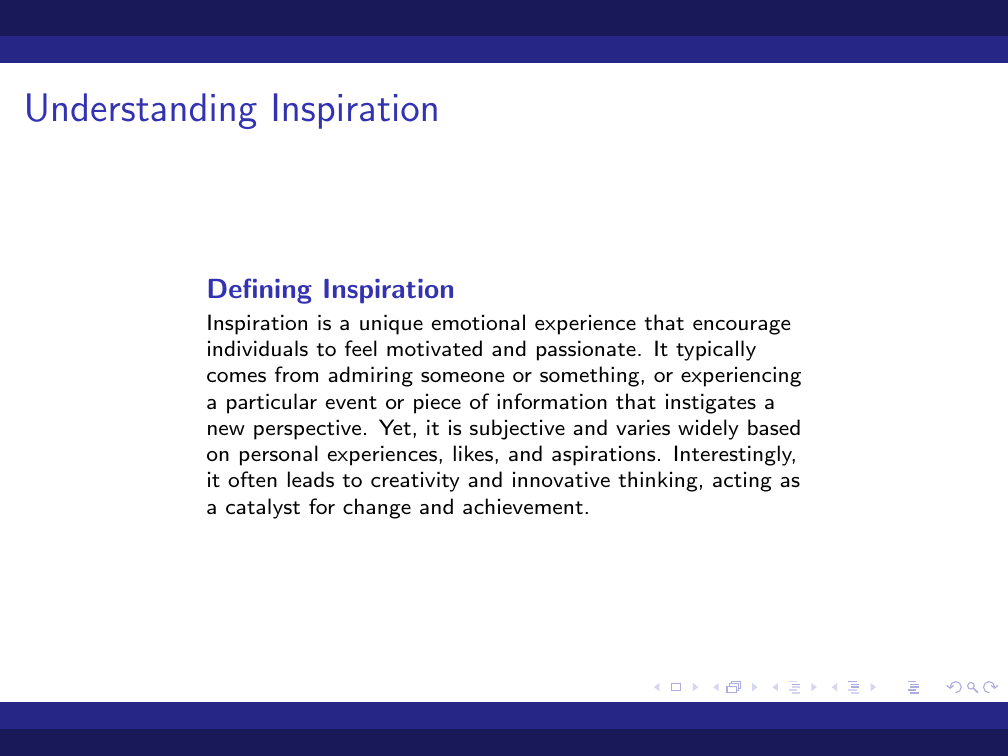 Understanding Inspiration
Defining Inspiration
Inspiration is a unique emotional experience that encourage
individuals to feel motivated and passionate. It typically
comes from admiring someone or something, or experiencing
a particular event or piece of information that instigates a
new perspective. Yet, it is subjective and varies widely based
on personal experiences, likes, and aspirations. Interestingly,
it often leads to creativity and innovative thinking, acting as
a catalyst for change and achievement.